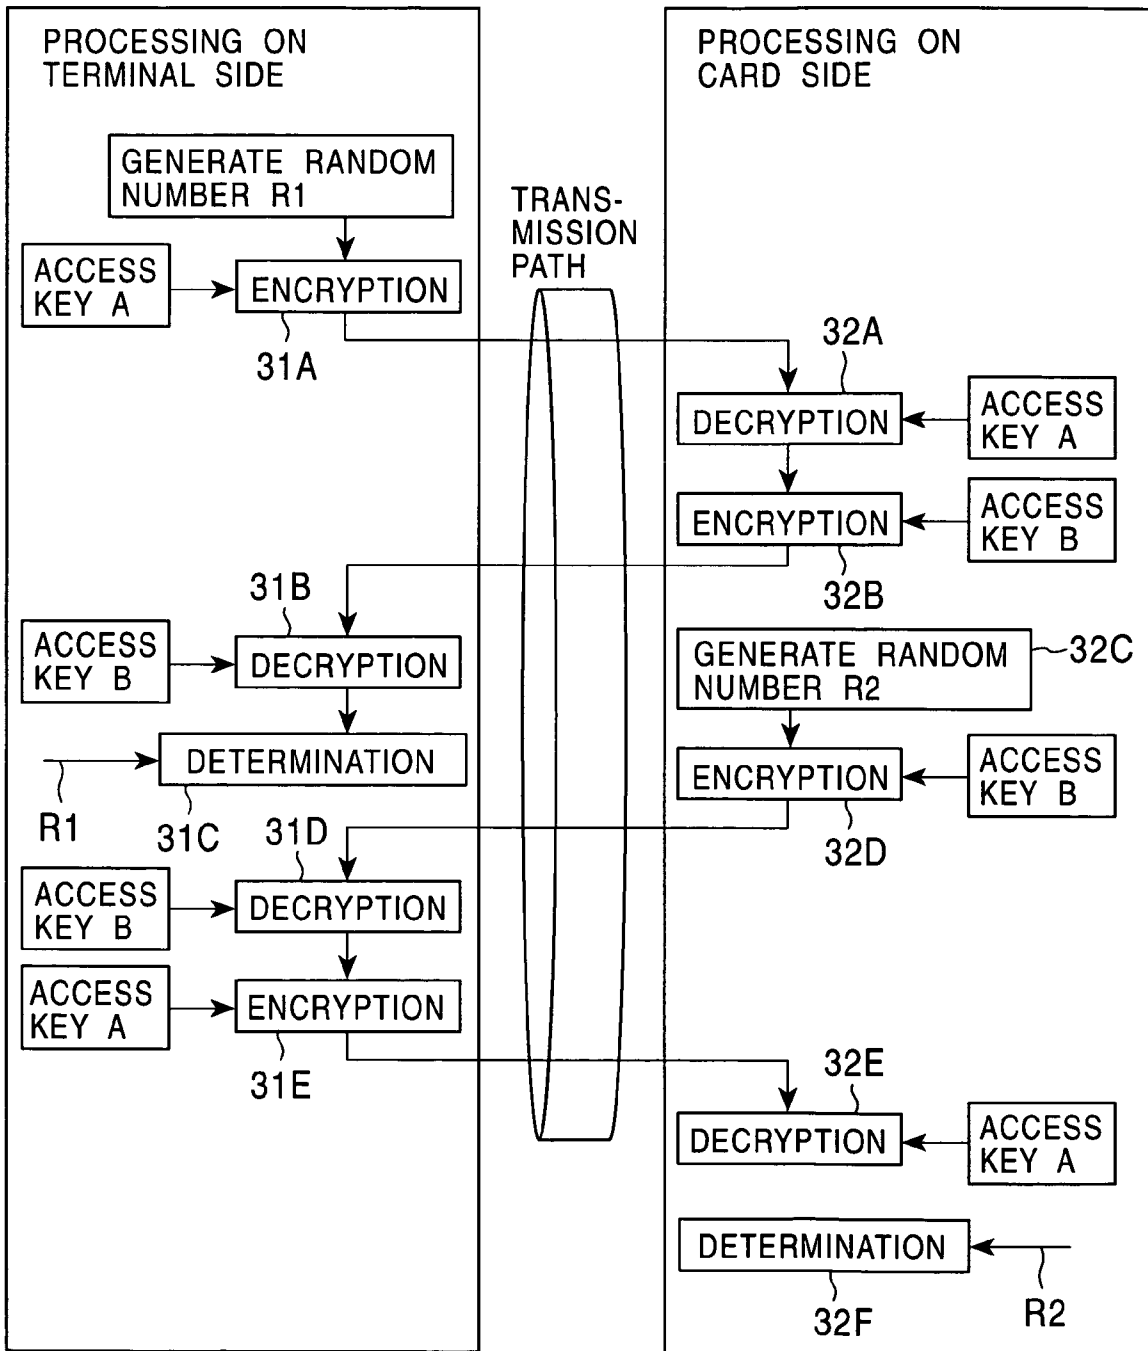 PROCESSING ON
TERMINAL SIDE
GENERATE RANDOM
NUMBER R1
ACCESS
KEY A
ENCRYPTION
31A
31B
ACCESS
KEY B
DECRYPTION
DETERMINATION
R1
31C
31D
ACCESS
KEY B
DECRYPTION
ACCESS
KEY A
ENCRYPTION
31E
TRANS-
MISSION
PATH
PROCESSING ON
CARD SIDE
32A
DECRYPTION
ACCESS
KEY A
ENCRYPTION
ACCESS
KEY B
32B
GENERATE RANDOM
NUMBER R2
32C
ENCRYPTION
ACCESS
KEY B
32D
32E
DECRYPTION
ACCESS
KEY A
DETERMINATION
32F
R2